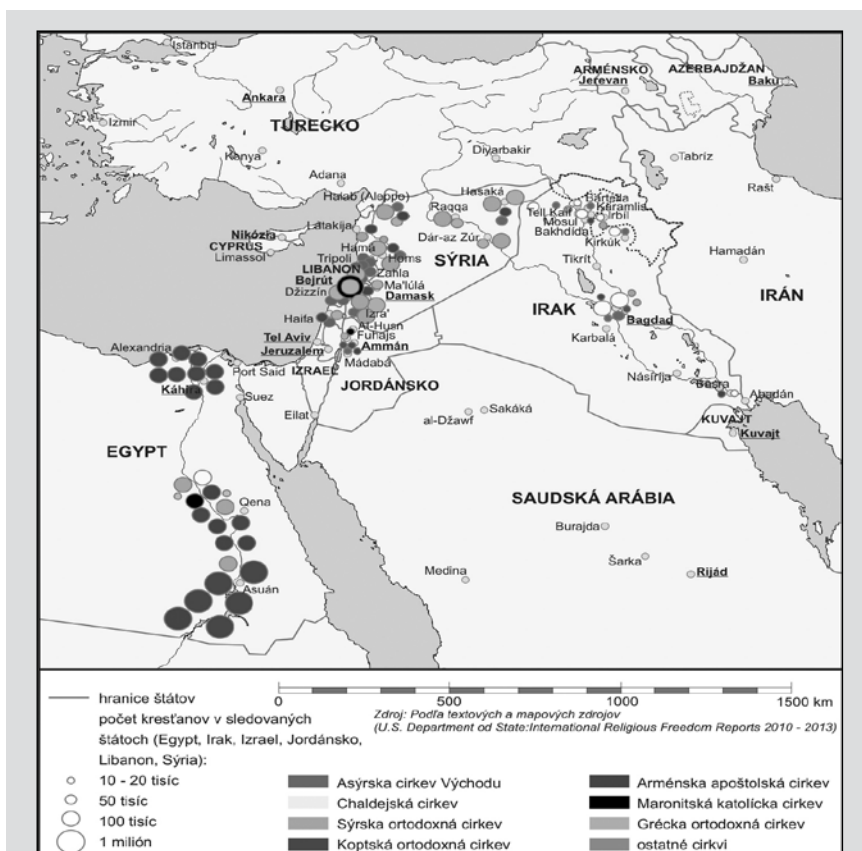 Istanbul
ARMÉNSKO
AZERBAJDŽAN
Jerevan
Baku
Ankara
Izmir
TURECKO
Diyarbakir
Tabríz
Konya
Adana
Rašt
Halab (Aleppo)
Raqqa
Hasaká
Bartella
Karamlis
Tell Kaif
Irbíl
Mosul
Bakhdída
Kirkúk
Latakíja
Nikózia
CYPRUS
Limassol
Hamá
Dár-az Zúr
Tripoli
Homs
SÝRIA
Tikrít
Hamadán
LIBANON
Zahla
Bejrút
Ma'lúlá
Džizzín
Damask
IRAK
IRÁN
Izra'
Haifa
Al-Husn
Bagdad
Fuhajs
Tel Aviv
Ammán
Karbalá
Alexandria
Jeruzalem
Mádabá
Port Saíd
IZRAEL
JORDÁNSKO
Násiríja
Basra
Abadán
Káhira
Suez
Eilat
Sakáká
al-Džawf
KUVAJT
Kuvajt
EGYPT
Qena
SAUDSKÁ ARÁBIA
Burajda
Šarka
Medina
Rijád
Asuán
hranice štátov
0 500 1000 1500 km
počet kresťanov v sledovaných
štátoch (Egypt, Irak, Izrael, Jordánsko,
Libanon, Sýria):
Zdroj: Podľa textových a mapových zdrojov
(U.S. Department od State:International Religious Freedom Reports 2010 - 2013)
10 - 20 tisíc
50 tisíc
100 tisíc
1 milión
Asýrska cirkev Východu
Chaldejská cirkev
Sýrska ortodoxná cirkev
Koptská ortodoxná cirkev
Arménska apoštolská cirkev
Maronitská katolícka cirkev
Grécka ortodoxná cirkev
ostatné cirkvi